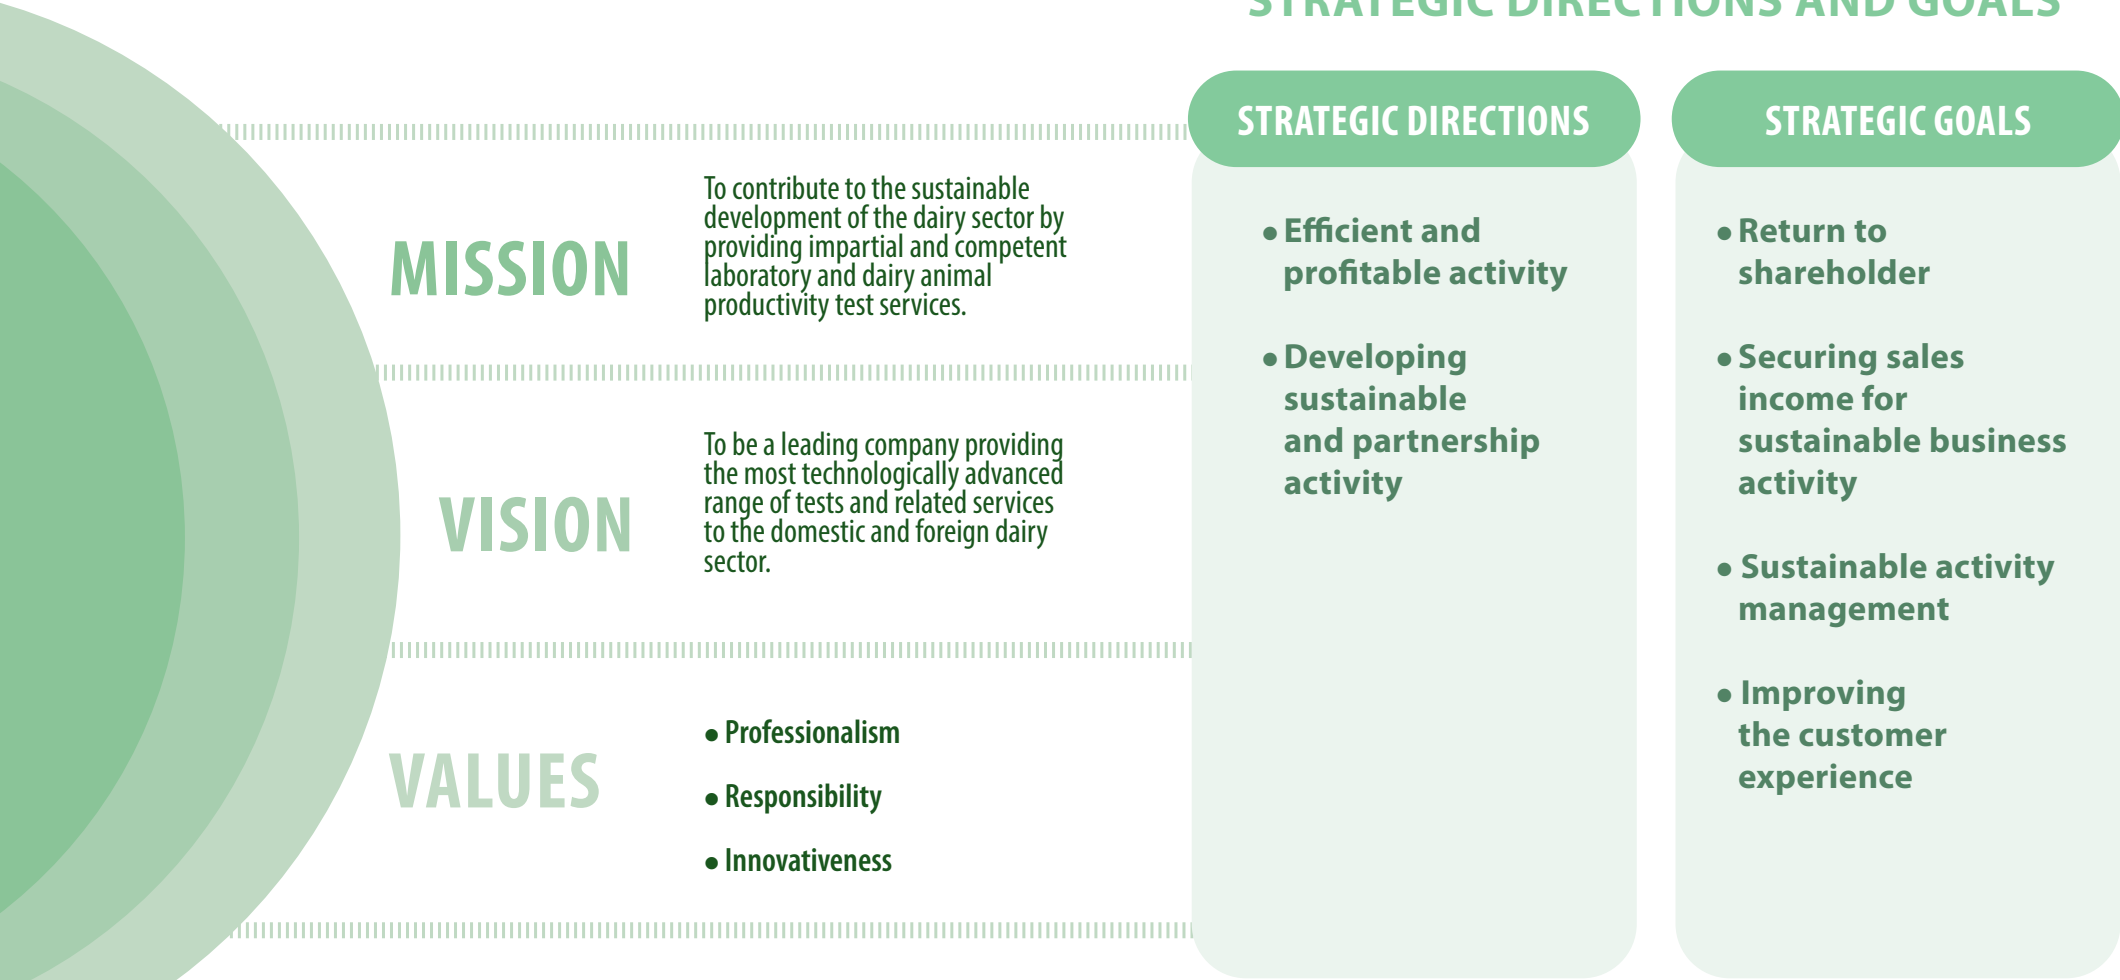 STRATEGIC DIRECTIONS AND GOALS
MISSION
To contribute to the sustainable
development of the dairy sector by
providing impartial and competent
laboratory and dairy animal
productivity test services.
VISION
To be a leading company providing
the most technologically advanced
range of tests and related services
to the domestic and foreign dairy
sector.
VALUES
• Professionalism
• Responsibility
• Innovativeness
STRATEGIC DIRECTIONS
• Efficient and
profitable activity
• Developing
sustainable
and partnership
activity
STRATEGIC GOALS
• Return to
shareholder
• Securing sales
income for
sustainable business
activity
• Sustainable activity
management
• Improving
the customer
experience